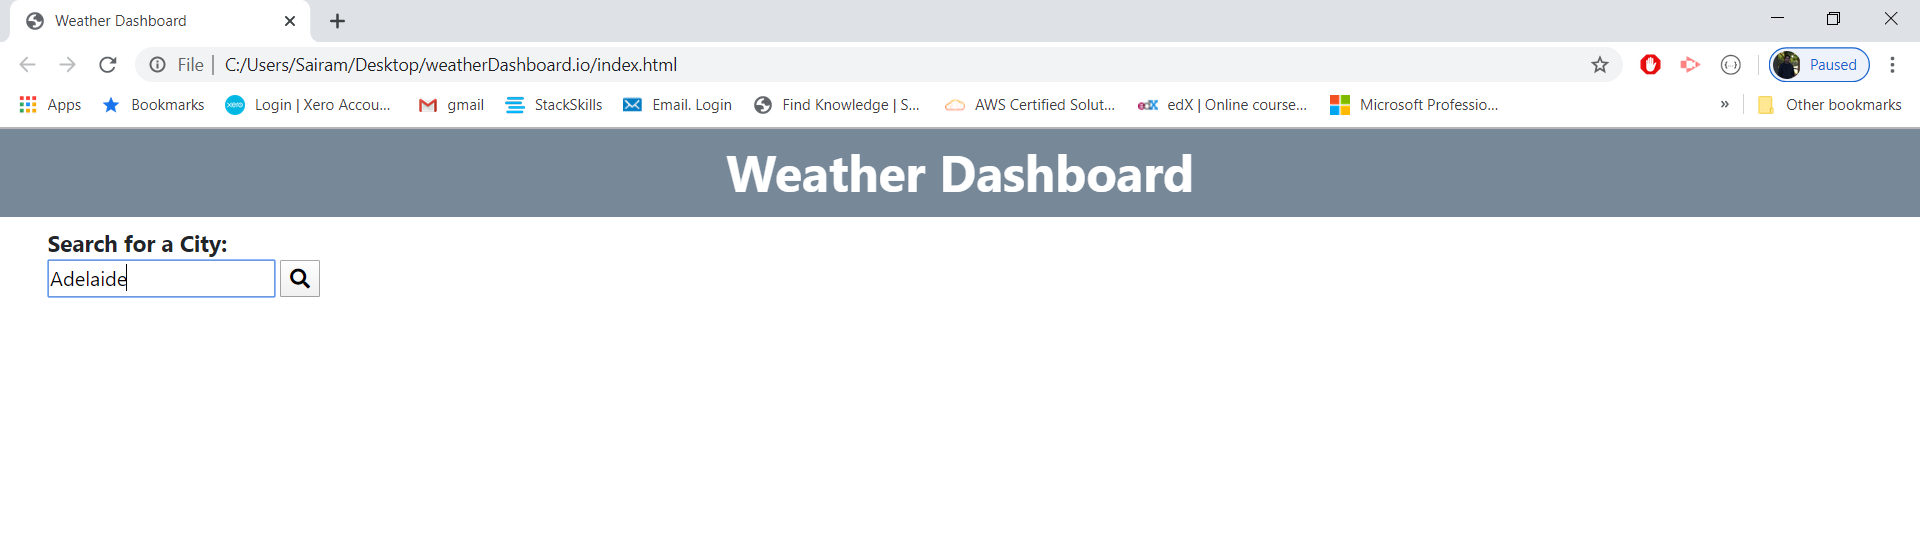 Weather Dashboard
File | C:/Users/Sairam/Desktop/weatherDashboard.io/index.html Paused
Apps Bookmarks xero Login | Xero Accou... gmail StackSkills Email. Login Find Knowledge | S... AWS Certified Solut... edX edX | Online course... Microsoft Professio... » Other bookmarks
Weather Dashboard
Search for a City:
Adelaide